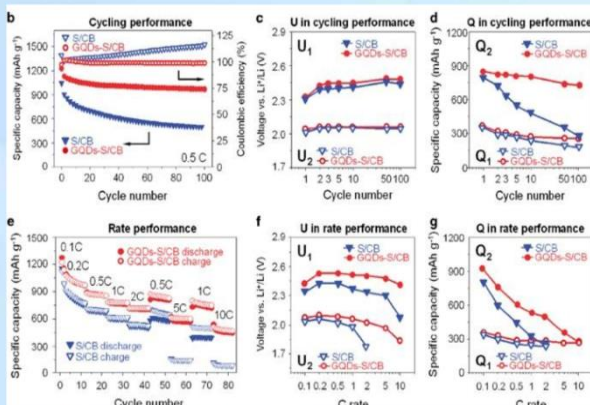 b Cycling performance
1500
1200
900
600
300
0
Specific capacity (mAh g⁻¹)
S/CB
GQDs-S/CB
S/CB
GQDs-S/CB
0.5 C
125
100
75
50
25
0
Coulombic efficiency (%)
0 20 40 60 80 100
Cycle number
c U in cycling performance
2.9
2.6
2.3
2.0
1.7
Voltage vs. Li⁺/Li (V)
U₁
S/CB
GQDs-S/CB
U₂
S/CB
GQDs-S/CB
1 2 3 5 10 50 100
Cycle number
d Q in cycling performance
1200
900
600
300
0
Specific capacity (mAh g⁻¹)
Q₂
S/CB
GQDs-S/CB
Q₁
S/CB
GQDs-S/CB
1 2 3 5 10 50 100
Cycle number
e Rate performance
1500
1200
900
600
300
0
Specific capacity (mAh g⁻¹)
0.1C
0.2C
0.5C
1C
2C
0.5C
5C
1C
10C
GQDs-S/CB discharge
GQDs-S/CB charge
S/CB discharge
S/CB charge
0 10 20 30 40 50 60 70 80
Cycle number
f U in rate performance
2.9
2.6
2.3
2.0
1.7
Voltage vs. Li⁺/Li (V)
U₁
S/CB
GQDs-S/CB
U₂
S/CB
GQDs-S/CB
0.1 0.2 0.5 1 2 5 10
C rate
g Q in rate performance
1200
900
600
300
0
Specific capacity (mAh g⁻¹)
Q₂
S/CB
GQDs-S/CB
Q₁
S/CB
GQDs-S/CB
0.1 0.2 0.5 1 2 5 10
C rate